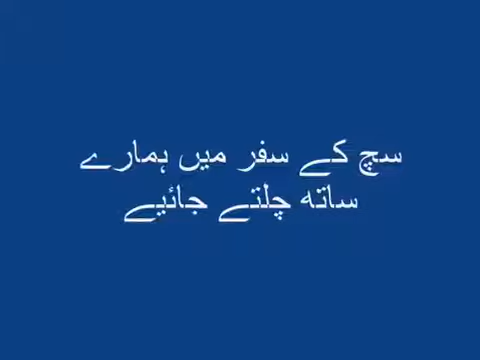 سچ کے سفر میں ہمارے
ساتھ چلتے جائیے